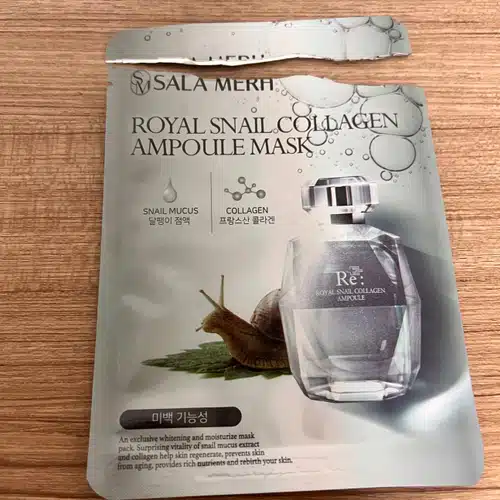 SM SALA MERH
ROYAL SNAIL COLLAGEN
AMPOULE MASK
SNAIL MUCUS
달팽이 점액
COLLAGEN
프랑스산 콜라겐
Re:
ROYAL SNAIL COLLAGEN
AMPOULE
미백 기능성
An exclusive whitening and moisturize mask
pack. Surprising vitality of snail mucus extract
and collagen help skin regenerate, prevents skin
from aging, provides rich nutrients and rebirth your skin.